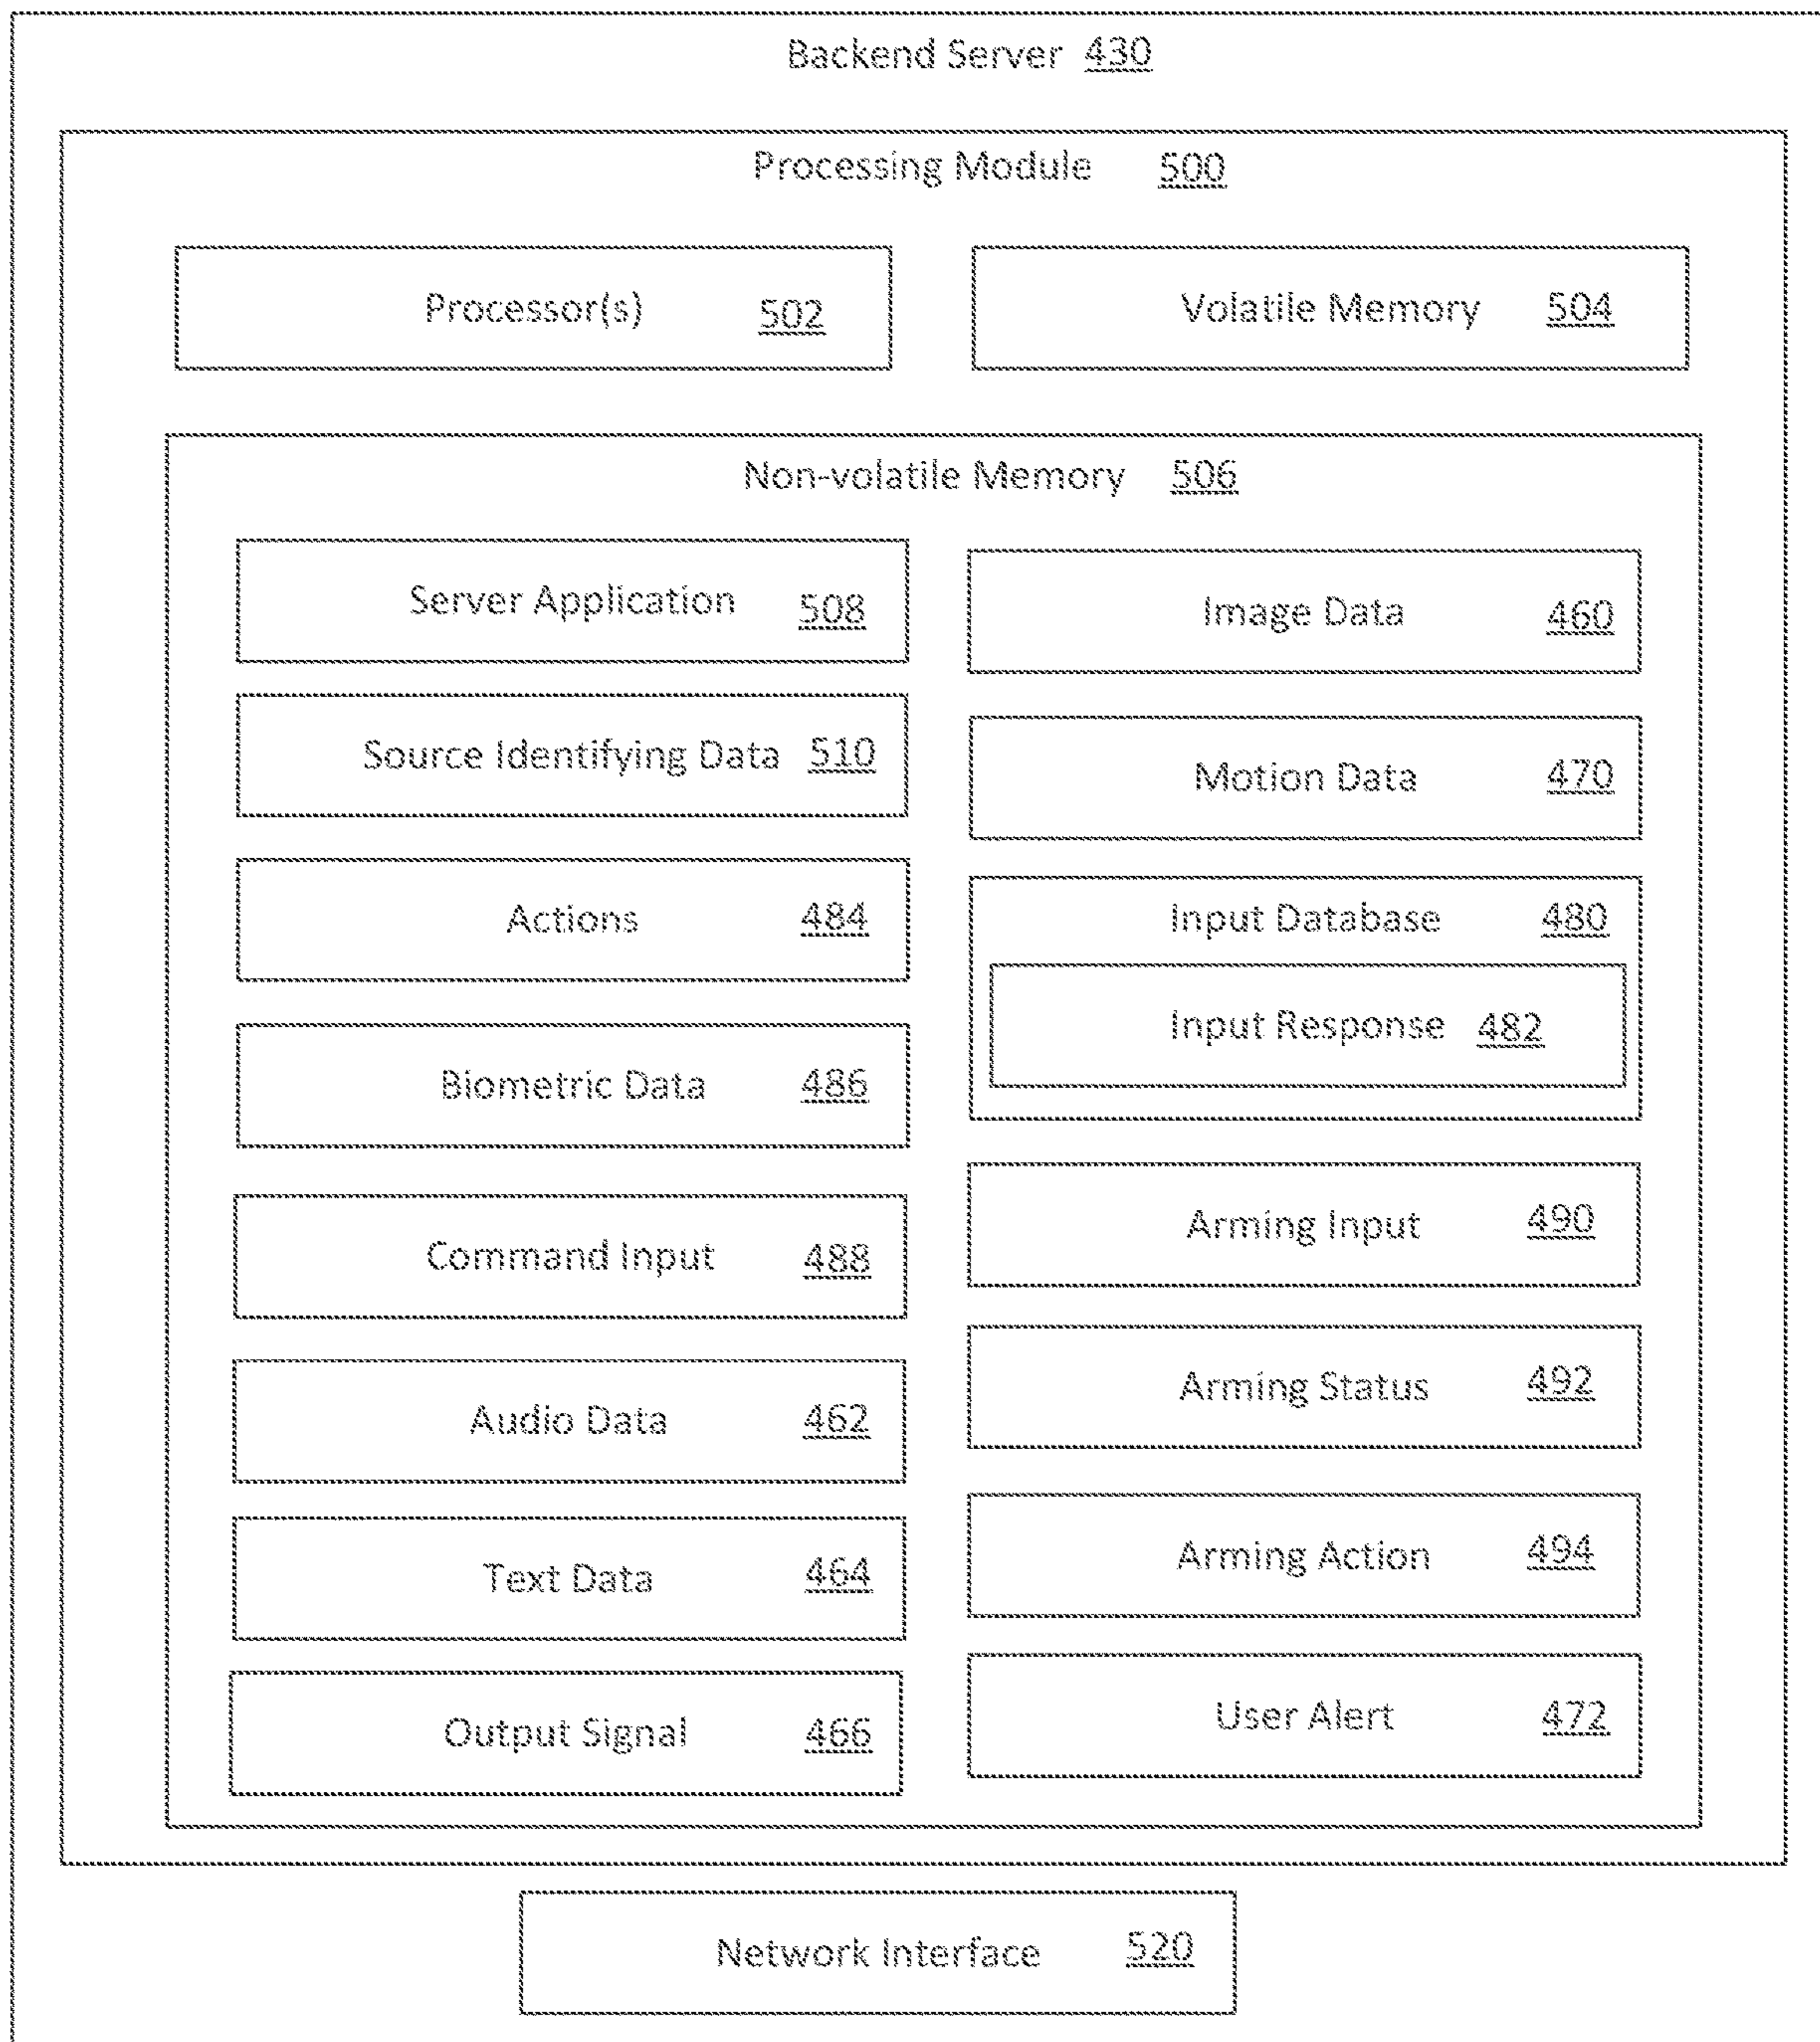 Backend Server 430
Processing Module 500
Processor(s) 502
Volatile Memory 504
Non-volatile Memory 506
Server Application 508
Image Data 460
Source Identifying Data 510
Motion Data 470
Actions 484
Input Database 480
Input Response 482
Biometric Data 486
Arming Input 490
Command Input 488
Arming Status 492
Audio Data 462
Arming Action 494
Text Data 464
User Alert 472
Output Signal 466
Network Interface 520